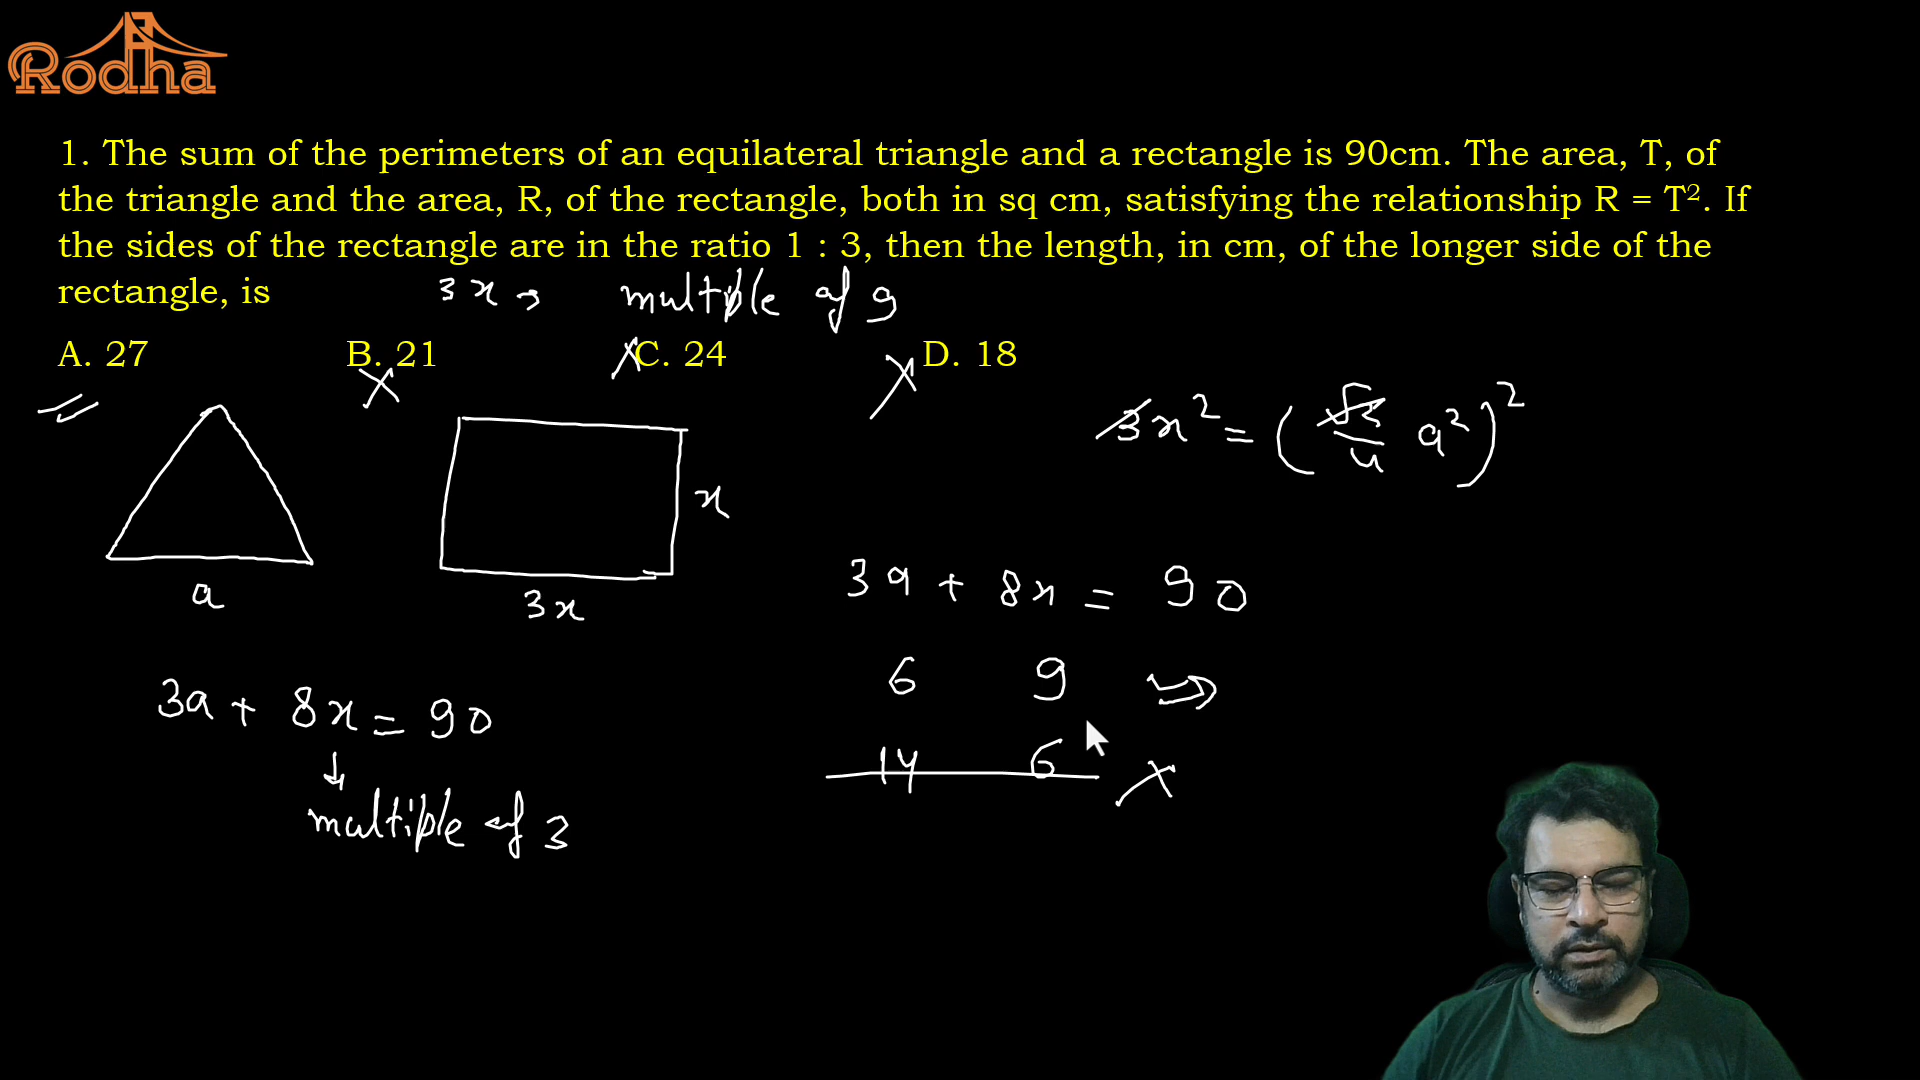 Rodha
1. The sum of the perimeters of an equilateral triangle and a rectangle is 90cm. The area, T, of
the triangle and the area, R, of the rectangle, both in sq cm, satisfying the relationship R = T². If
the sides of the rectangle are in the ratio 1 : 3, then the length, in cm, of the longer side of the
rectangle, is
3x → multiple of 9
A. 27 B. 21 C. 24 D. 18
3x² = (√3/4 a²)²
x
a
3x
3a + 8x = 90
6 9
14 6
3a + 8x = 90
↓
multiple of 3